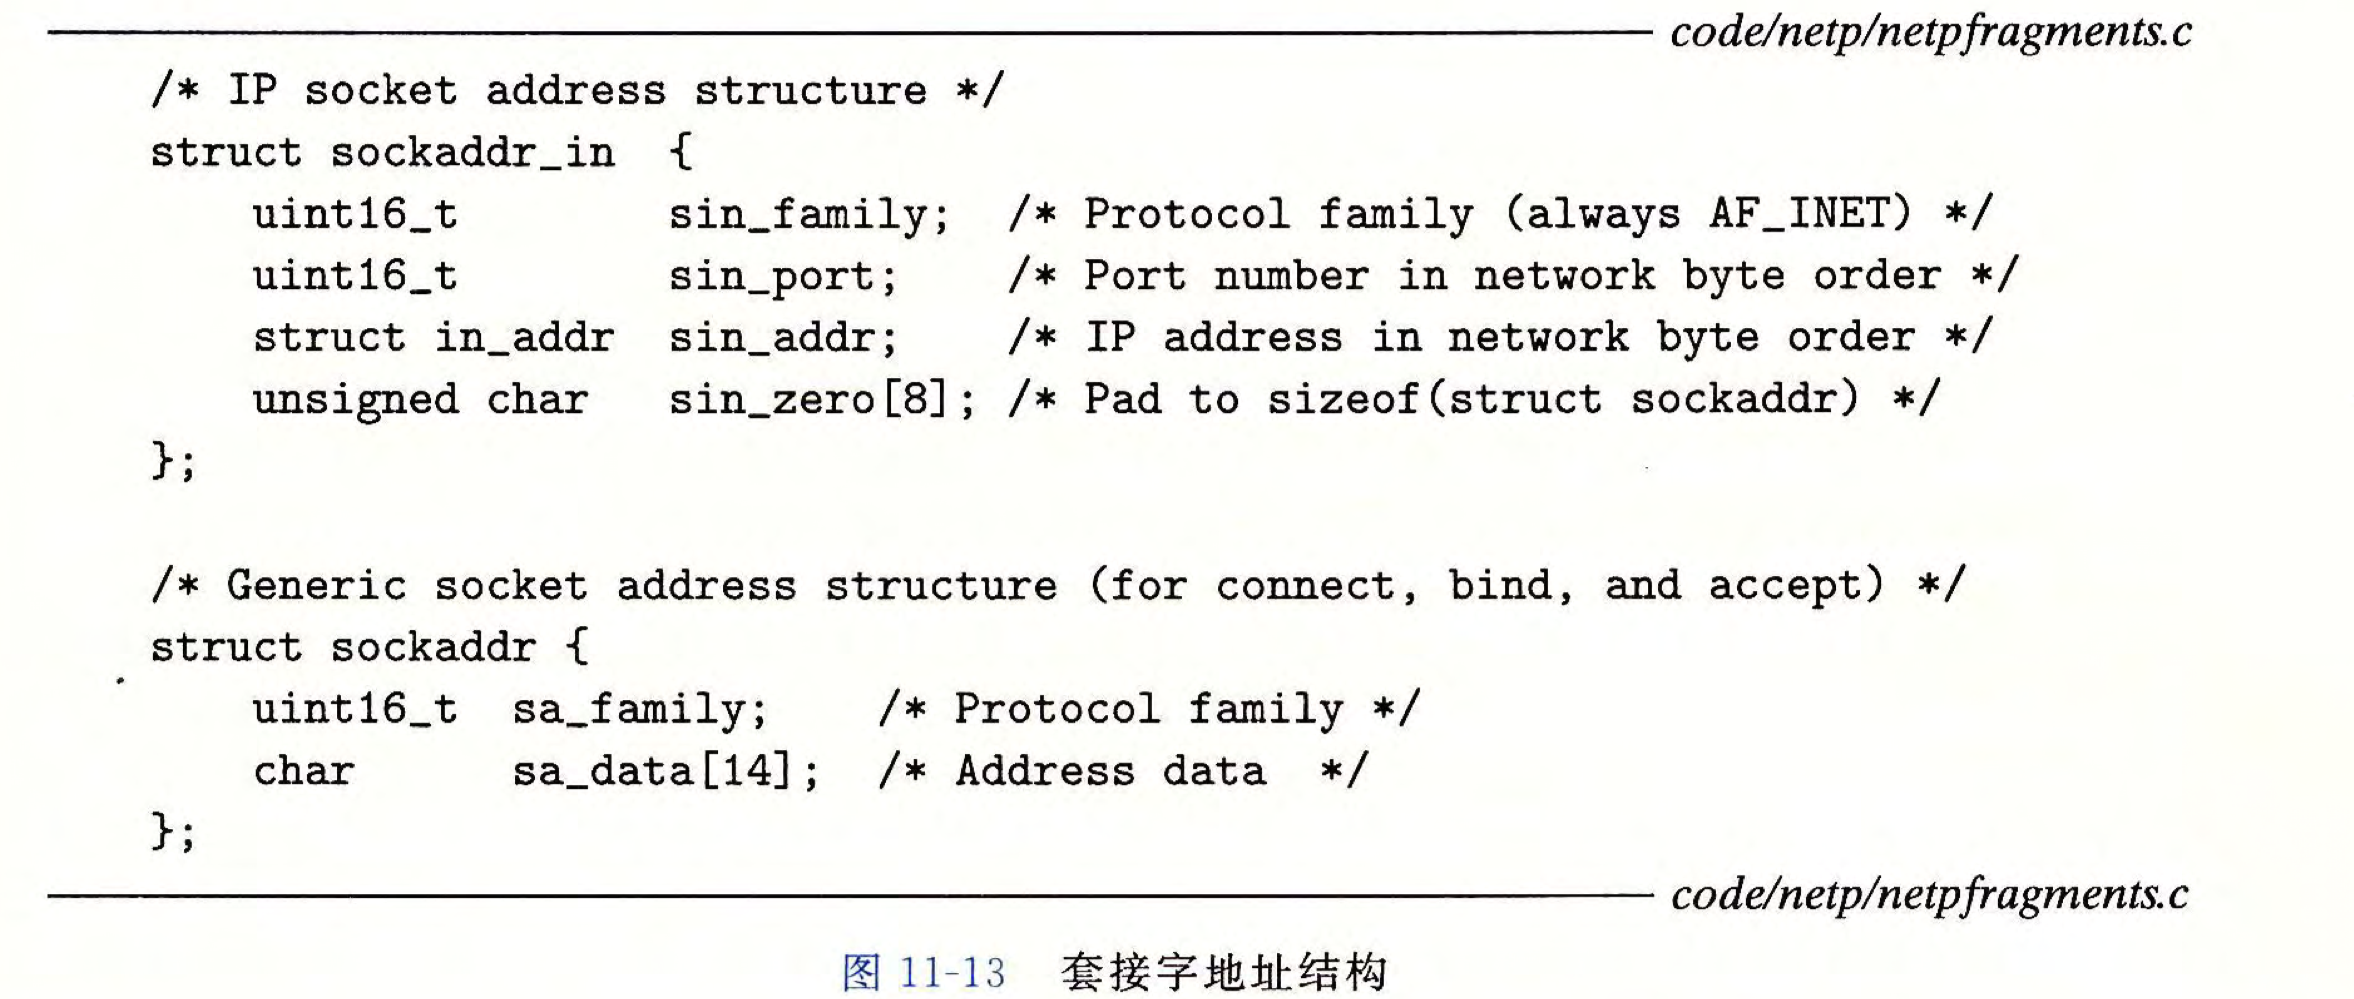 code/netp/netpfragments.c
/* IP socket address structure */
struct sockaddr_in  {
    uint16_t        sin_family;  /* Protocol family (always AF_INET) */
    uint16_t        sin_port;    /* Port number in network byte order */
    struct in_addr  sin_addr;    /* IP address in network byte order */
    unsigned char   sin_zero[8]; /* Pad to sizeof(struct sockaddr) */
};
/* Generic socket address structure (for connect, bind, and accept) */
struct sockaddr {
    uint16_t  sa_family;    /* Protocol family */
    char      sa_data[14];  /* Address data  */
};
code/netp/netpfragments.c
图 11-13 套接字地址结构